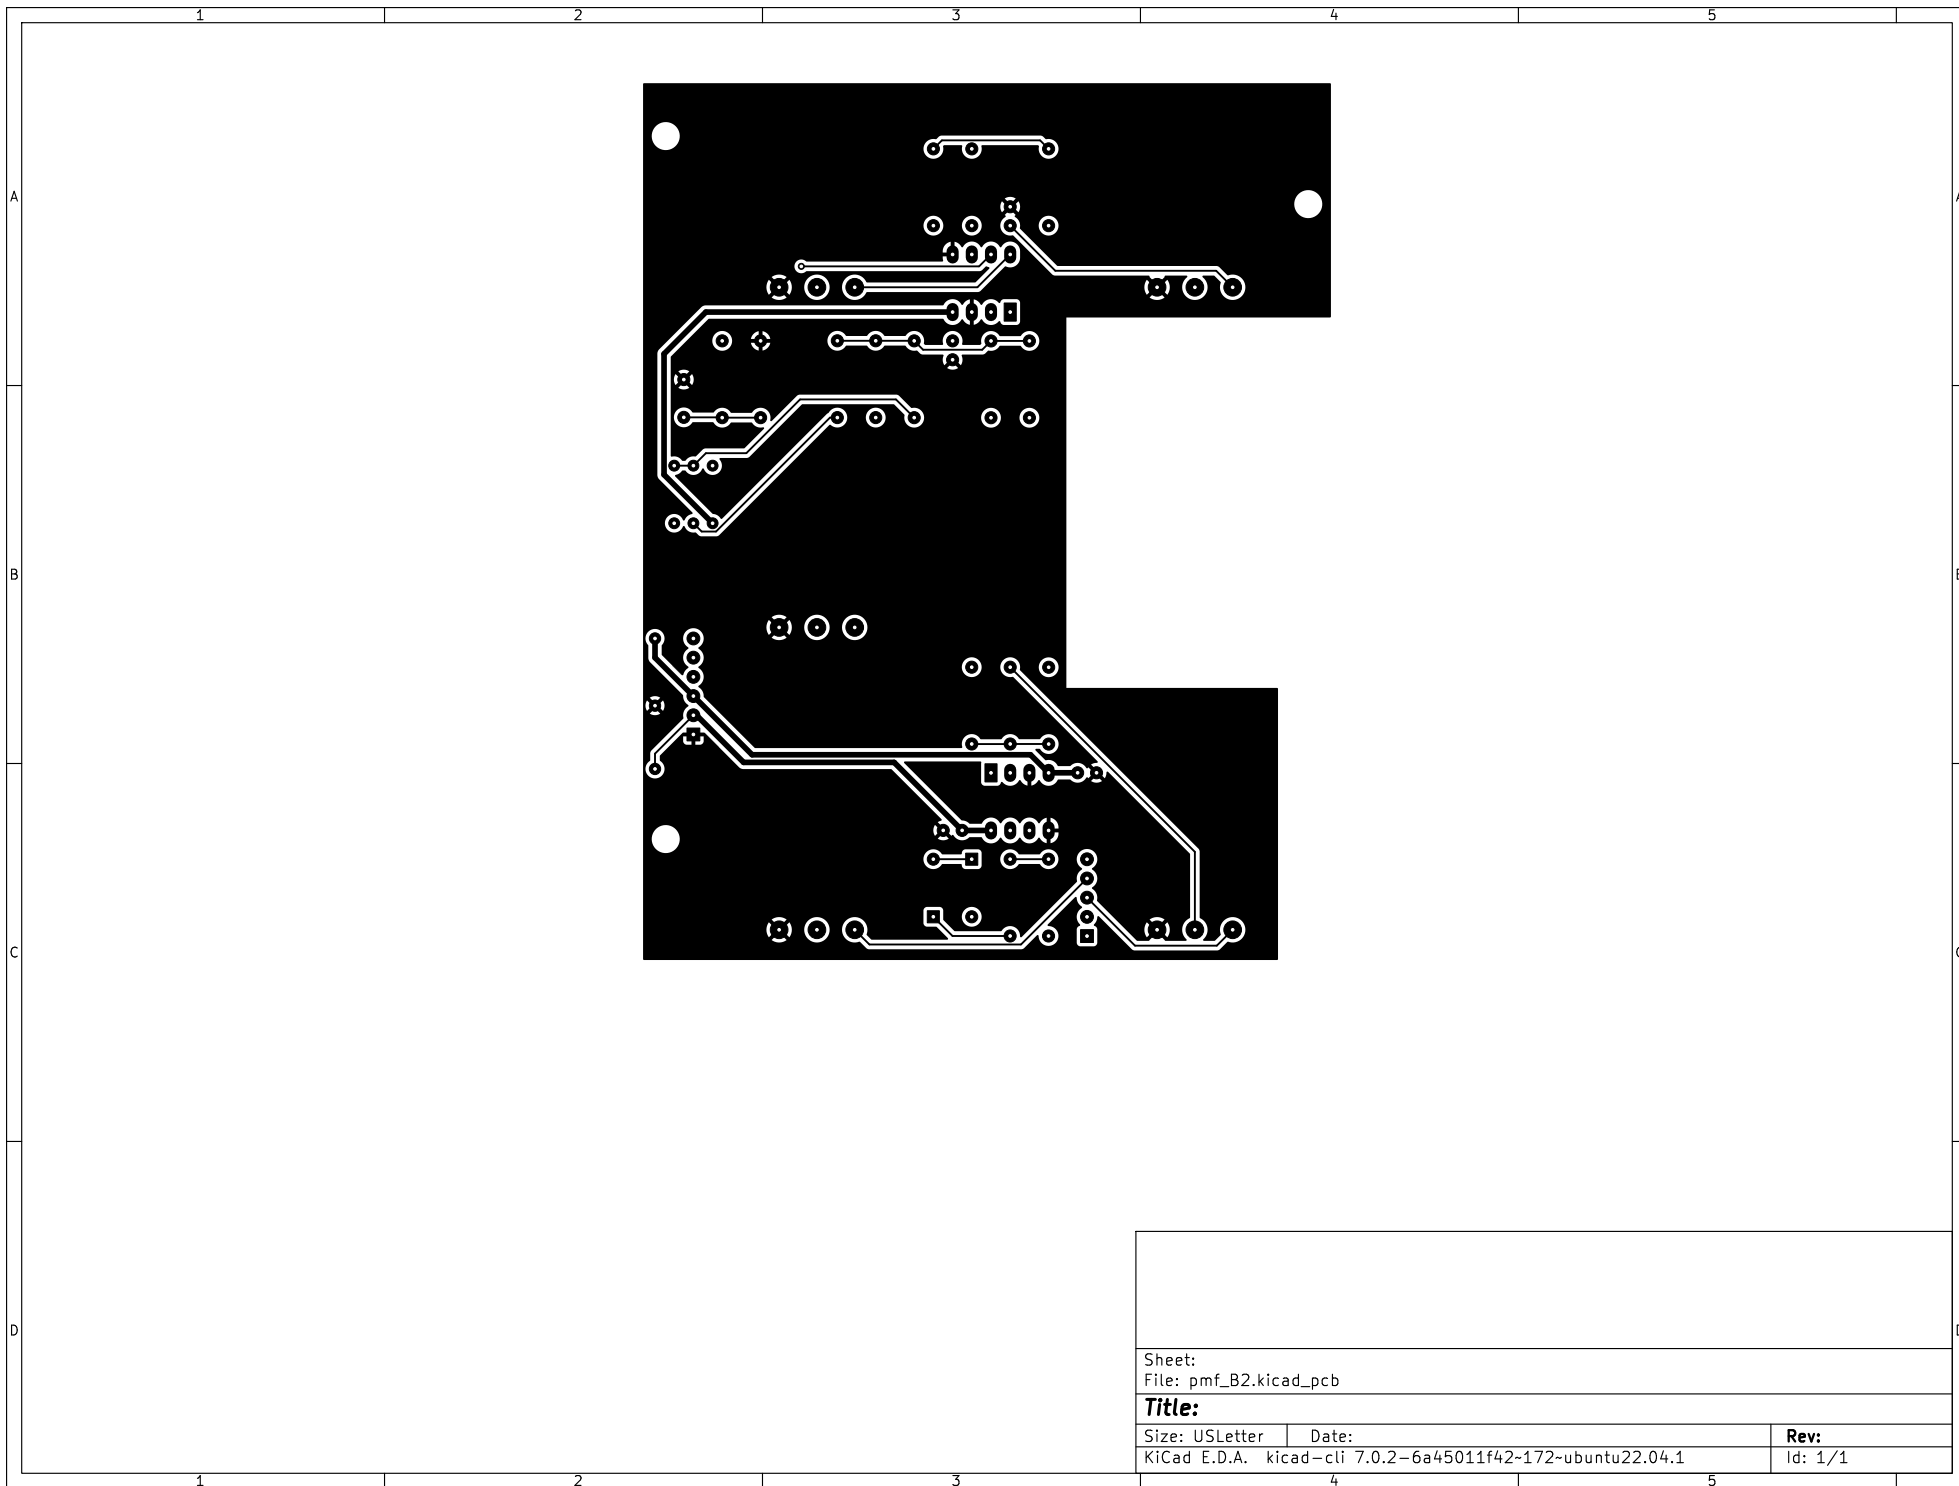 1 2 3 4 5
A A
B B
C C
D D
Sheet:
File: pmf_B2.kicad_pcb
Title:
Size: USLetter Date: Rev:
KiCad E.D.A. kicad-cli 7.0.2-6a45011f42~172~ubuntu22.04.1 Id: 1/1
1 2 3 4 5